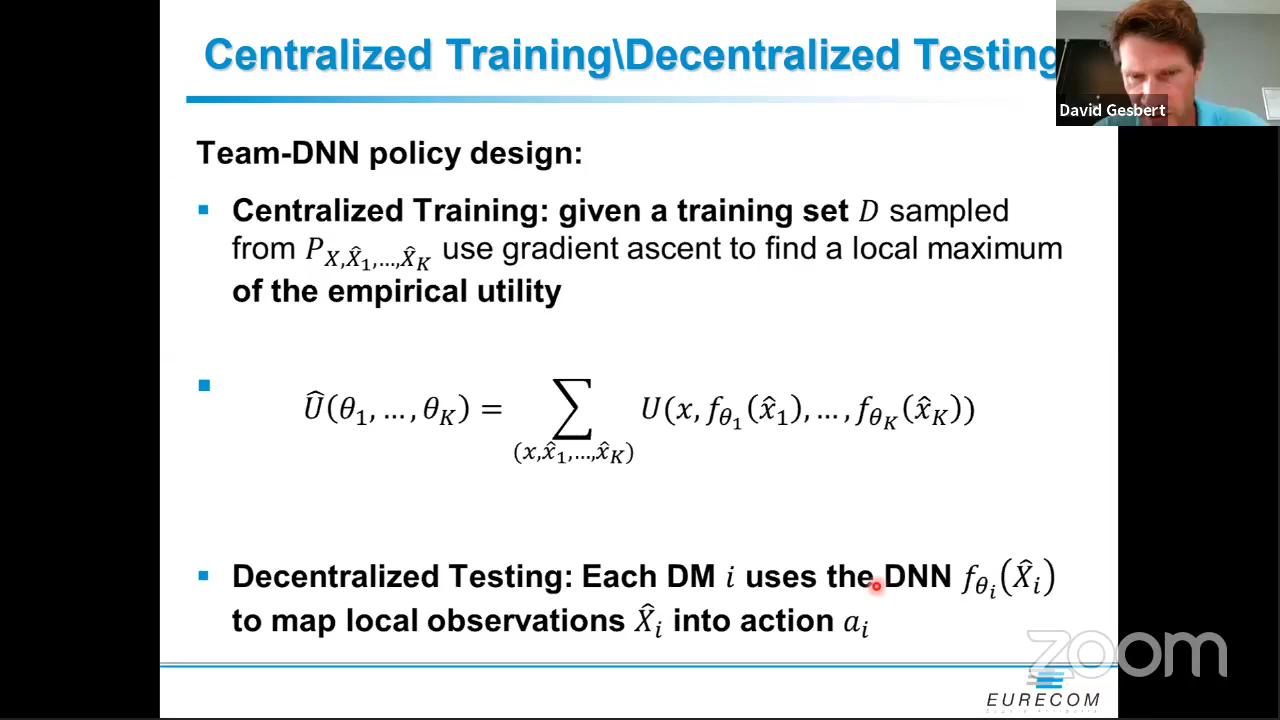 Centralized Training\Decentralized Testing
David Gesbert
Team-DNN policy design:
▪ Centralized Training: given a training set D sampled
from P_{X,X̂_1,…,X̂_K} use gradient ascent to find a local maximum
of the empirical utility
▪ Û(θ_1, … , θ_K) = ∑_{(x,x̂_1,…,x̂_K)} U(x, f_{θ_1}(x̂_1), … , f_{θ_K}(x̂_K))
▪ Decentralized Testing: Each DM i uses the DNN f_{θ_i}(X̂_i)
to map local observations X̂_i into action a_i
zoom
EURECOM